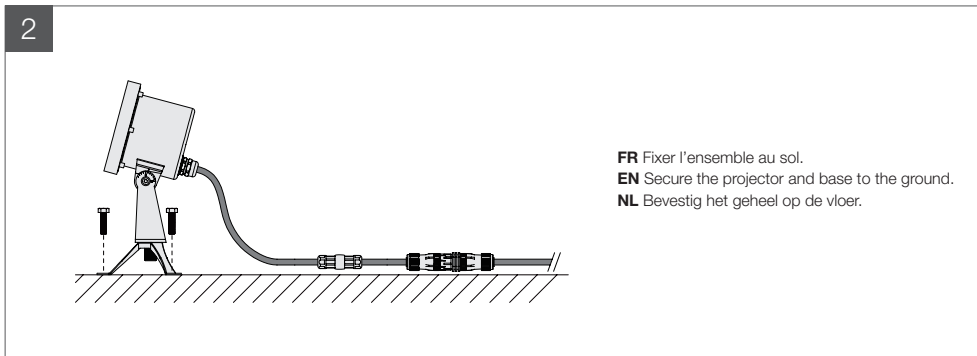 2
FR Fixer l'ensemble au sol.
EN Secure the projector and base to the ground.
NL Bevestig het geheel op de vloer.